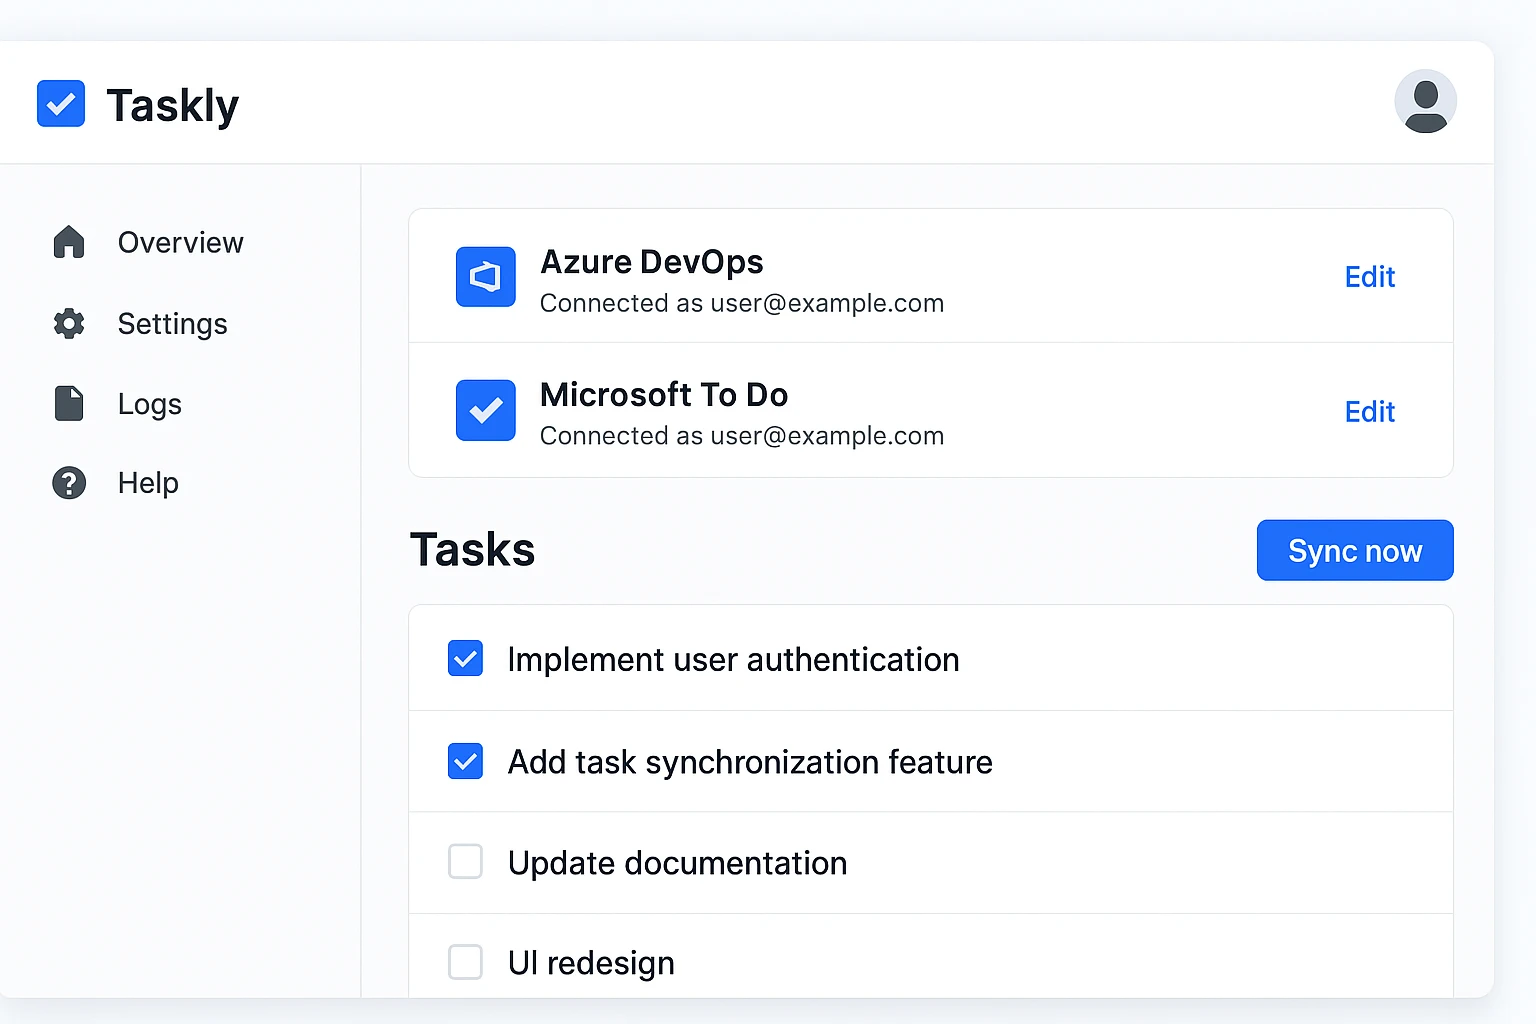 Taskly
Overview
Settings
Logs
Help
Azure DevOps
Connected as user@example.com
Edit
Microsoft To Do
Connected as user@example.com
Edit
Tasks
Sync now
Implement user authentication
Add task synchronization feature
Update documentation
UI redesign